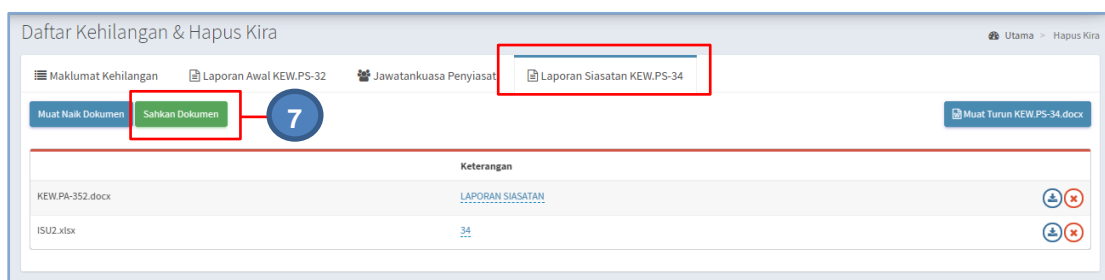 Daftar Kehilangan & Hapus Kira
Utama > Hapus Kira
Maklumat Kehilangan Laporan Awal KEW.PS-32 Jawatankuasa Penyiasat Laporan Siasatan KEW.PS-34
Muat Naik Dokumen Sahkan Dokumen 7 Muat Turun KEW.PS-34.docx
Keterangan
KEW.PA-352.docx LAPORAN SIASATAN
ISU2.xlsx 34